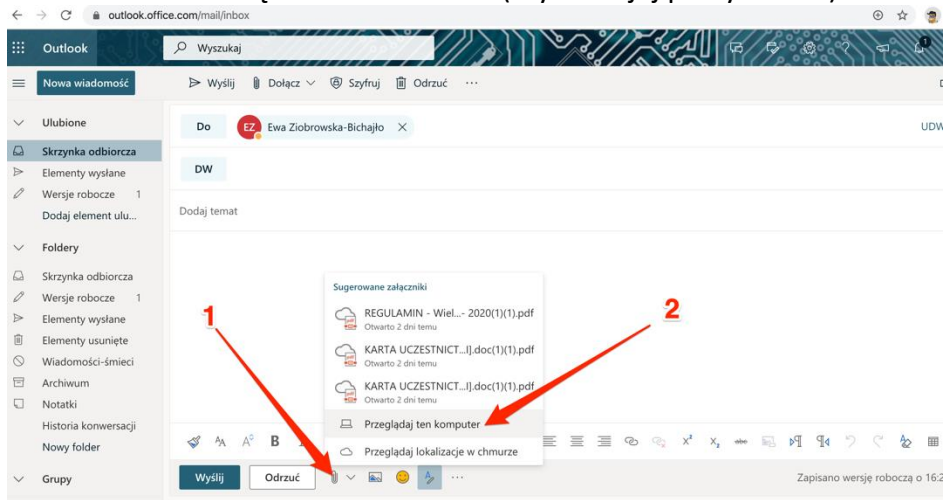 outlook.office.com/mail/inbox
Outlook
Wyszukaj
Nowa wiadomość
Wyślij Dołącz Szyfruj Odrzuć ...
Ulubione
Skrzynka odbiorcza
Elementy wysłane
Wersje robocze 1
Dodaj element ulu...
Foldery
Skrzynka odbiorcza
Wersje robocze 1
Elementy wysłane
Elementy usunięte
Wiadomości-śmieci
Archiwum
Notatki
Historia konwersacji
Nowy folder
Grupy
Do EZ Ewa Ziobrowska-Bichajło
DW
Dodaj temat
Sugerowane załączniki
REGULAMIN - Wiel...- 2020(1)(1).pdf
Otwarto 2 dni temu
KARTA UCZESTNICT...I].doc(1)(1).pdf
Otwarto 2 dni temu
KARTA UCZESTNICT...I].doc(1)(1).pdf
Otwarto 2 dni temu
Przeglądaj ten komputer
Przeglądaj lokalizacje w chmurze
1
2
B
Wyślij Odrzuć ...
Zapisano wersję roboczą o